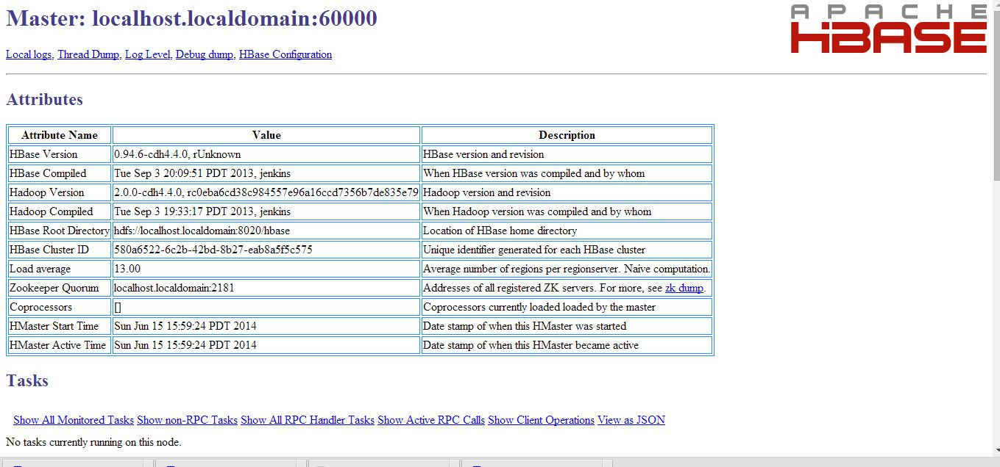 Master: localhost.localdomain:60000
APACHE
HBASE
Local logs, Thread Dump, Log Level, Debug dump, HBase Configuration
Attributes
Attribute Name Value Description
HBase Version 0.94.6-cdh4.4.0, rUnknown HBase version and revision
HBase Compiled Tue Sep 3 20:09:51 PDT 2013, jenkins When HBase version was compiled and by whom
Hadoop Version 2.0.0-cdh4.4.0, rc0eba6cd38c984557e96a16ccd7356b7de835e79 Hadoop version and revision
Hadoop Compiled Tue Sep 3 19:33:17 PDT 2013, jenkins When Hadoop version was compiled and by whom
HBase Root Directory hdfs://localhost.localdomain:8020/hbase Location of HBase home directory
HBase Cluster ID 580a6522-6c2b-42bd-8b27-eab8a5f5c575 Unique identifier generated for each HBase cluster
Load average 13.00 Average number of regions per regionserver. Naive computation.
Zookeeper Quorum localhost.localdomain:2181 Addresses of all registered ZK servers. For more, see zk dump.
Coprocessors [] Coprocessors currently loaded loaded by the master
HMaster Start Time Sun Jun 15 15:59:24 PDT 2014 Date stamp of when this HMaster was started
HMaster Active Time Sun Jun 15 15:59:24 PDT 2014 Date stamp of when this HMaster became active
Tasks
Show All Monitored Tasks Show non-RPC Tasks Show All RPC Handler Tasks Show Active RPC Calls Show Client Operations View as JSON
No tasks currently running on this node.